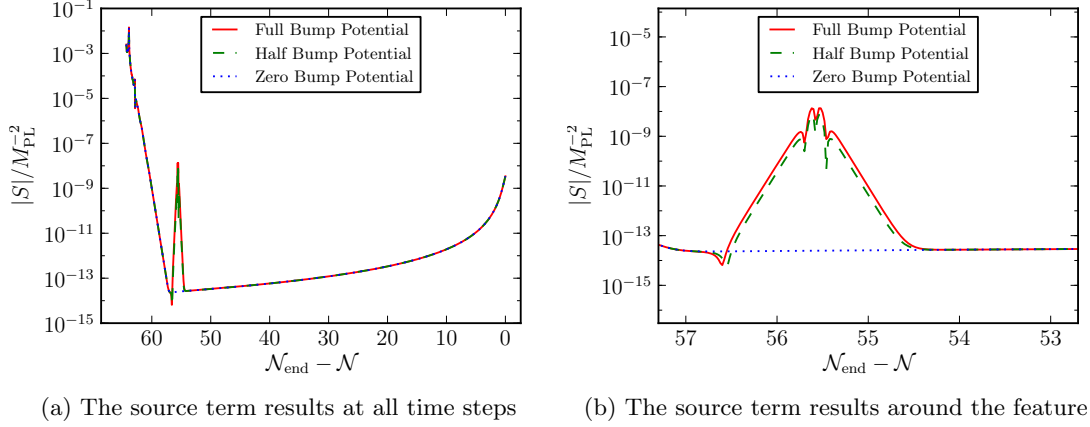 Full Bump Potential
Half Bump Potential
Zero Bump Potential
|S|/M_PL^{-2}
10^{-1}
10^{-3}
10^{-5}
10^{-7}
10^{-9}
10^{-11}
10^{-13}
10^{-15}
60 50 40 30 20 10 0
𝒩_end − 𝒩
(a) The source term results at all time steps
Full Bump Potential
Half Bump Potential
Zero Bump Potential
|S|/M_PL^{-2}
10^{-5}
10^{-7}
10^{-9}
10^{-11}
10^{-13}
10^{-15}
57 56 55 54 53
𝒩_end − 𝒩
(b) The source term results around the feature